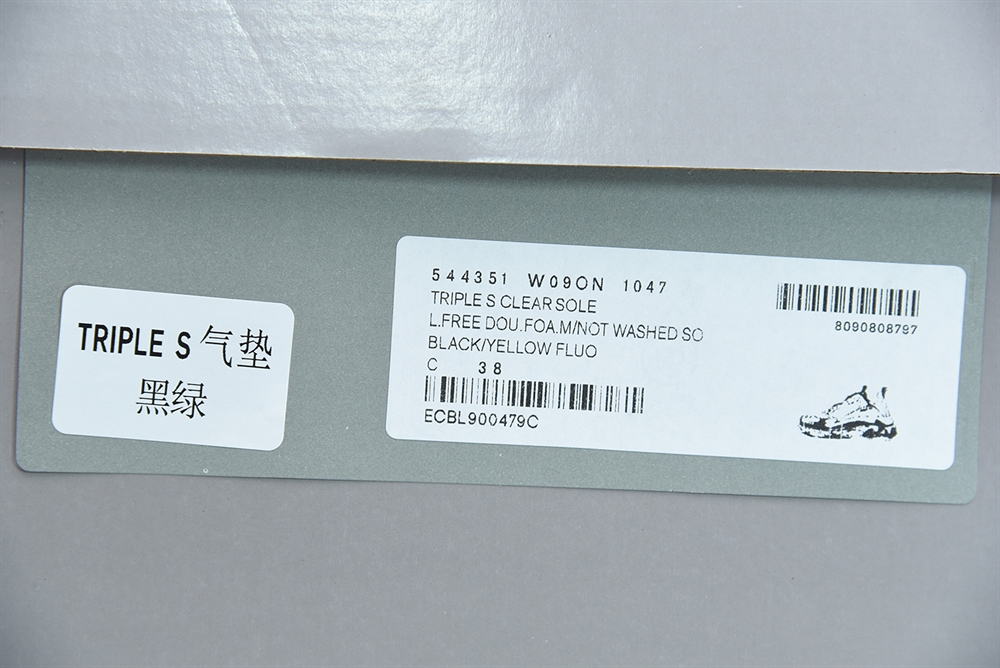 TRIPLE S 气垫
黑绿
544351 W09ON 1047
TRIPLE S CLEAR SOLE
L.FREE DOU.FOA.M/NOT WASHED SO
BLACK/YELLOW FLUO
C 38
ECBL900479C
8090808797